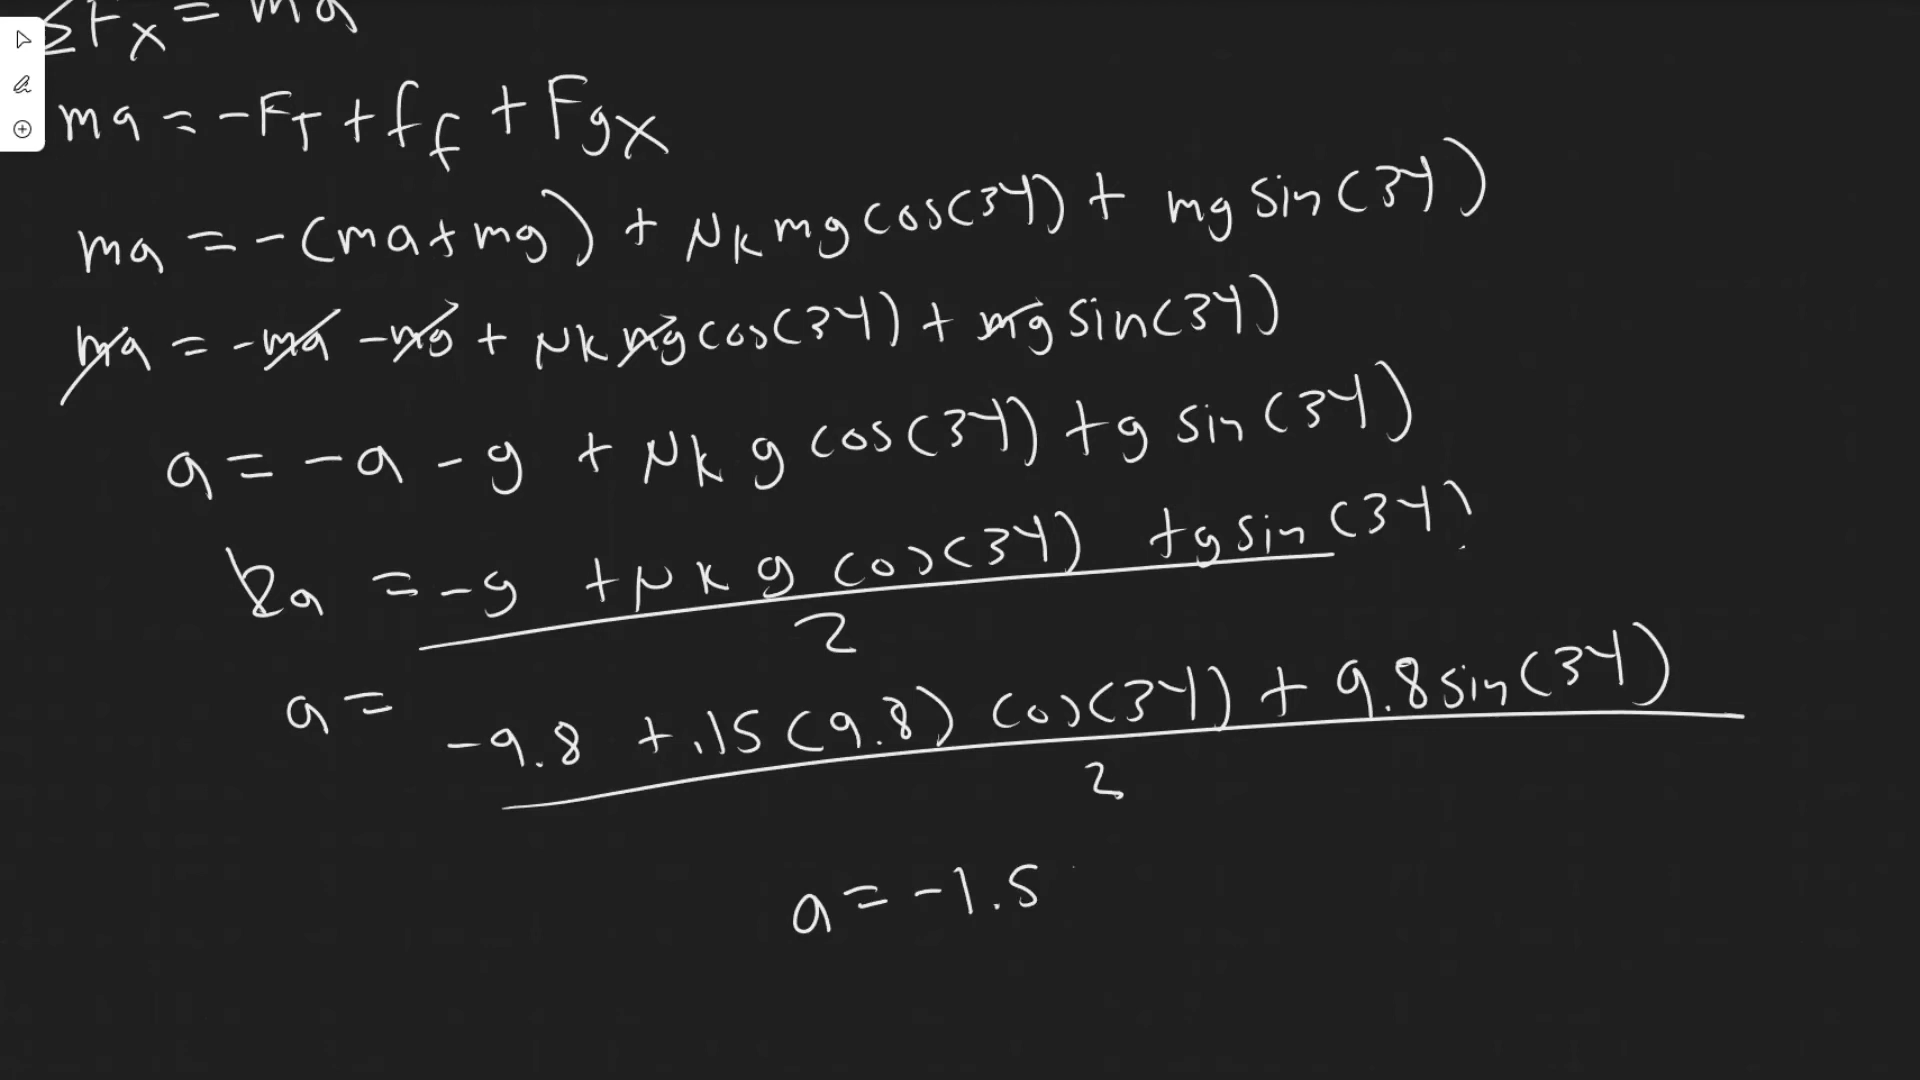 ΣFx = ma
ma = -FT + ff + Fgx
ma = -(ma + mg) + μk mg cos(34) + mg sin(34)
ma = -ma - mg + μk mg cos(34) + mg sin(34)
a = -a - g + μk g cos(34) + g sin(34)
2a = -g + μk g cos(34) + g sin(34)
2
a = -9.8 + .15(9.8) cos(34) + 9.8 sin(34)
2
a = -1.5